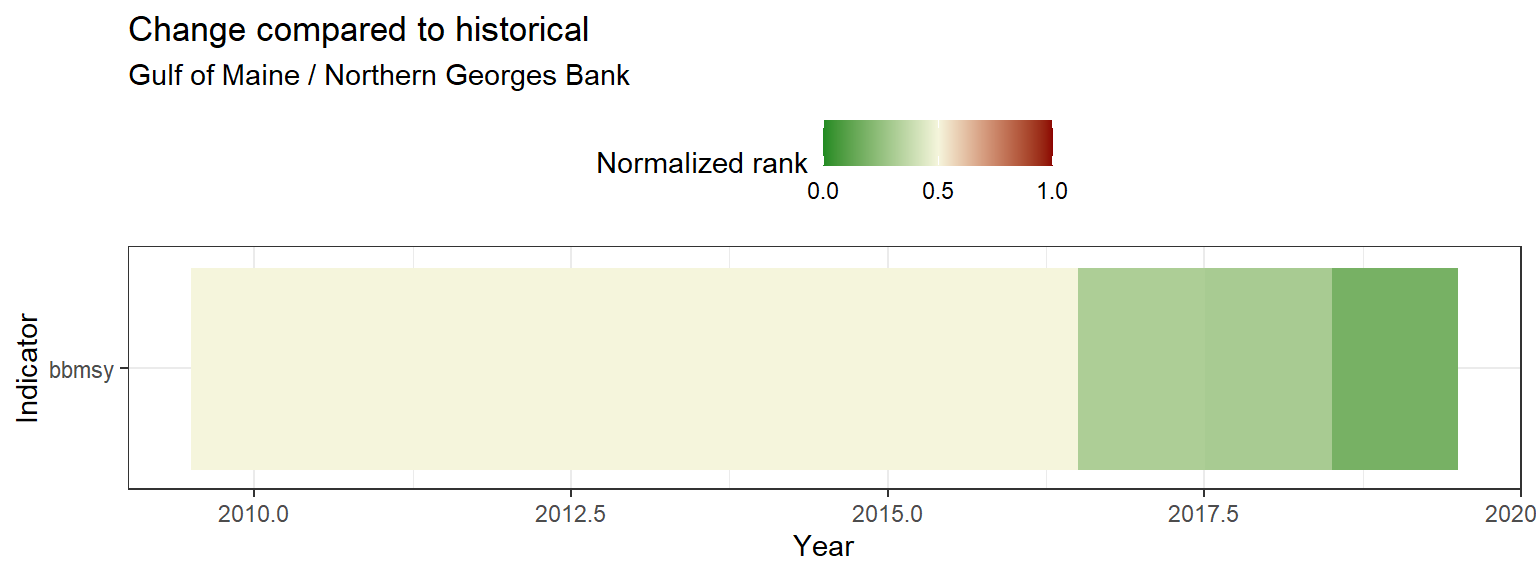 Change compared to historical
Gulf of Maine / Northern Georges Bank
Normalized rank
0.0 0.5 1.0
Indicator
bbmsy
2010.0 2012.5 2015.0 2017.5 2020
Year